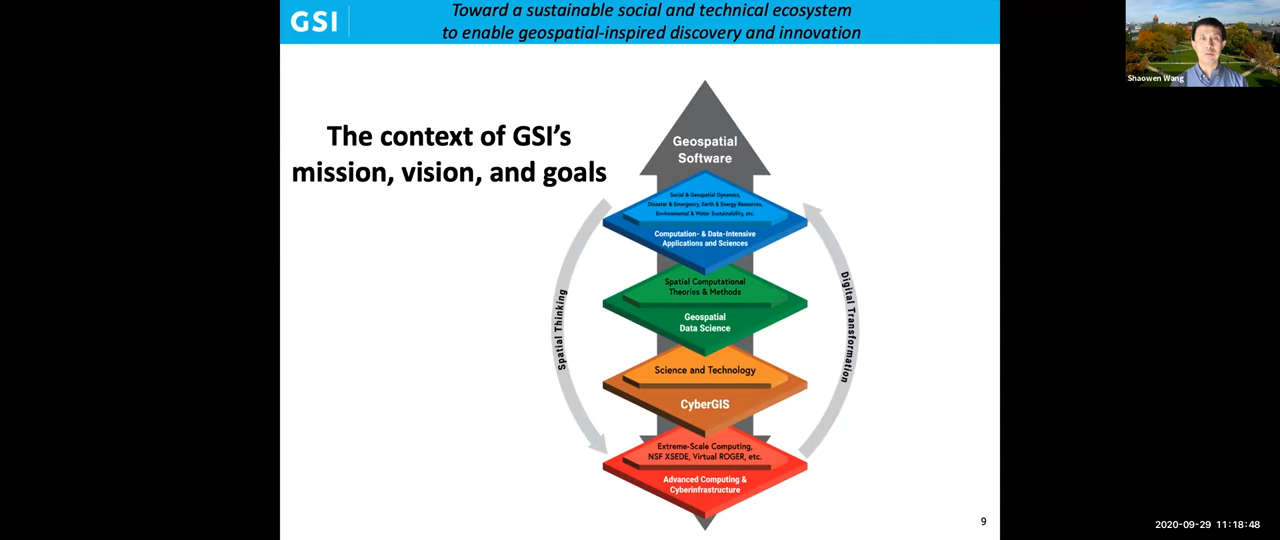 GSI
Toward a sustainable social and technical ecosystem
to enable geospatial-inspired discovery and innovation
Shaowen Wang
The context of GSI's
mission, vision, and goals
Geospatial
Software
Social & Geospatial Dynamics,
Disaster & Emergency, Earth & Energy Resources,
Environmental & Water Sustainability, etc.
Computation- & Data-Intensive
Applications and Sciences
Spatial Computational
Theories & Methods
Geospatial
Data Science
Spatial Thinking
Digital Transformation
Science and Technology
CyberGIS
Extreme-Scale Computing,
NSF XSEDE, Virtual ROGER, etc.
Advanced Computing &
Cyberinfrastructure
9
2020-09-29 11:18:48